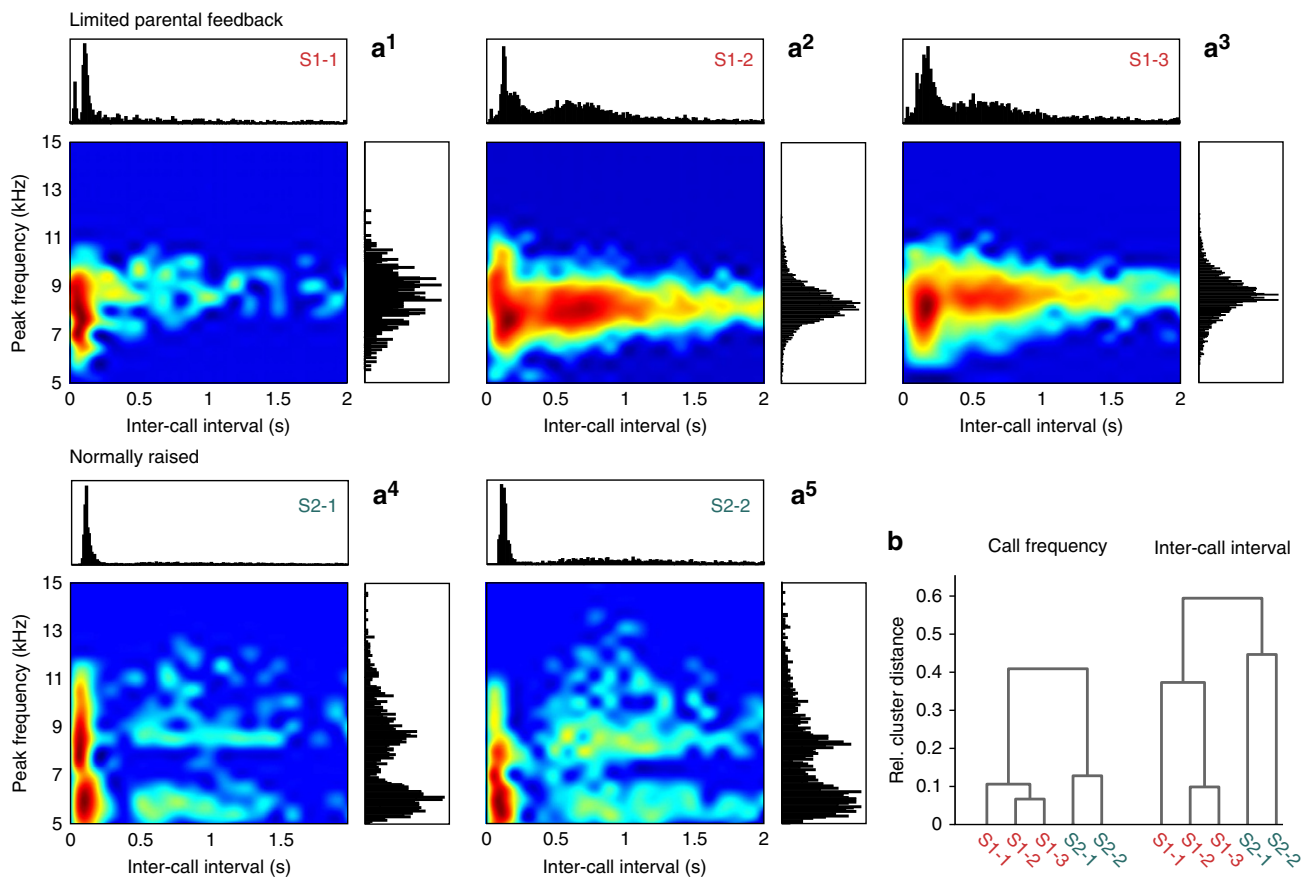 Limited parental feedback
S1-1
a1
S1-2
a2
S1-3
a3
15
13
11
9
7
5
Peak frequency (kHz)
0 0.5 1 1.5 2
Inter-call interval (s)
0 0.5 1 1.5 2
Inter-call interval (s)
0 0.5 1 1.5 2
Inter-call interval (s)
Normally raised
S2-1
a4
S2-2
a5
15
13
11
9
7
5
Peak frequency (kHz)
0 1 0.5 1 1.5
Inter-call interval (s)
0 0.5 1 1.5 2
Inter-call interval (s)
b
Call frequency
Inter-call interval
0.6
0.5
0.4
0.3
0.2
0.1
0
Rel. cluster distance
S1-1
S1-2
S1-3
S2-1
S2-2
S1-1
S1-2
S1-3
S2-1
S2-2